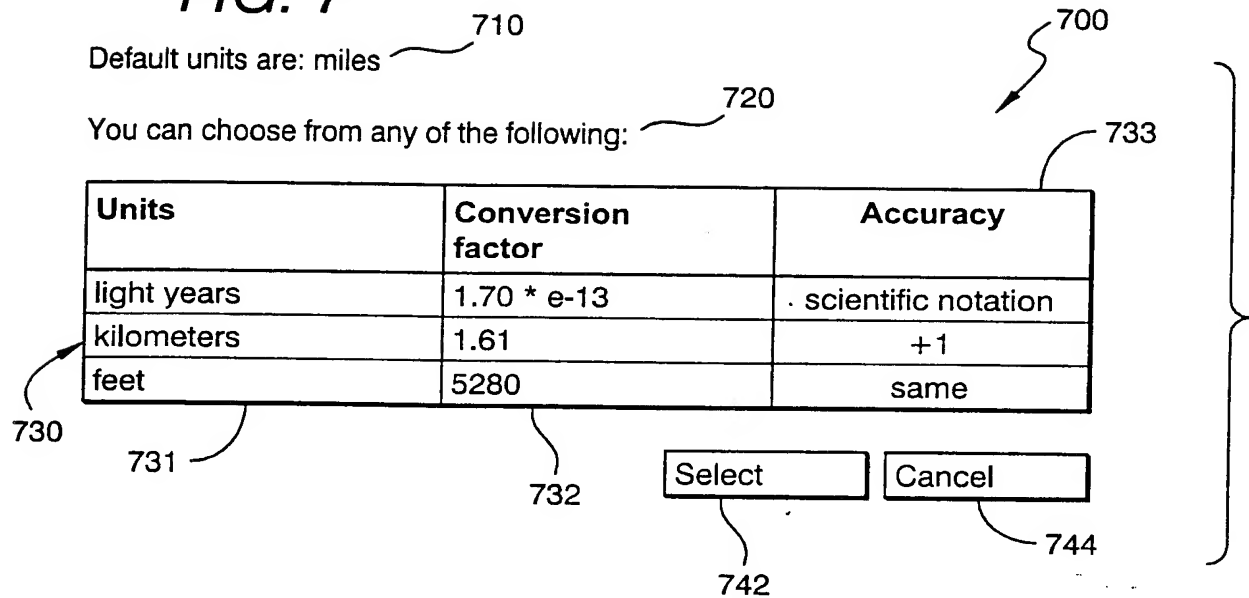 FIG. 7
710
700
Default units are: miles
720
You can choose from any of the following:
733
Units Conversion factor Accuracy
light years 1.70 * e-13 scientific notation
kilometers 1.61 +1
feet 5280 same
730
731
732
Select Cancel
742
744